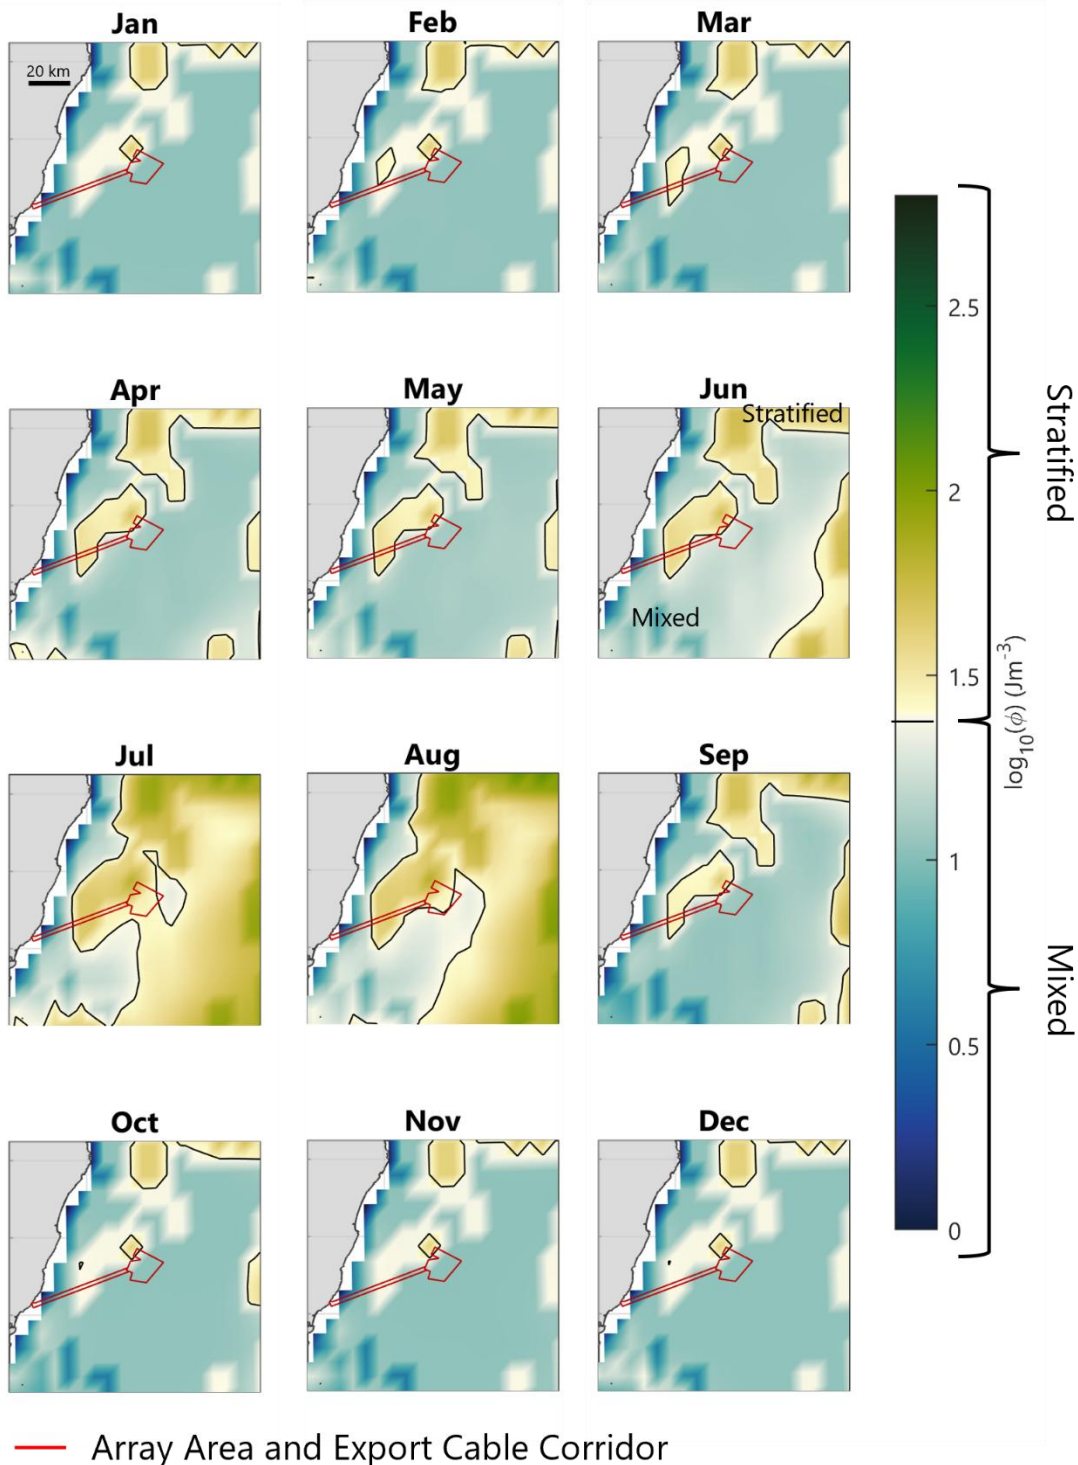 Jan
Feb
Mar
20 km
Apr
May
Jun
Stratified
Mixed
Jul
Aug
Sep
Oct
Nov
Dec
2.5
2
1.5
1
0.5
0
log₁₀(ϕ) (Jm⁻³)
Stratified
Mixed
Array Area and Export Cable Corridor